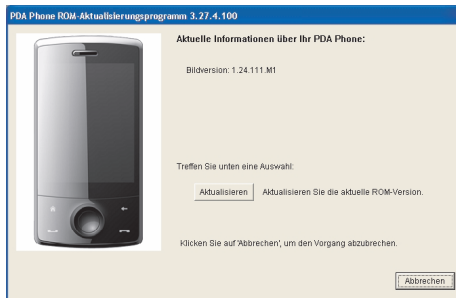 PDA Phone ROM-Aktualisierungsprogramm 3.27.4.100
Aktuelle Informationen über Ihr PDA Phone:
Bildversion: 1.24.111.M1
Treffen Sie unten eine Auswahl:
Aktualisieren Aktualisieren Sie die aktuelle ROM-Version.
Klicken Sie auf 'Abbrechen', um den Vorgang abzubrechen.
Abbrechen